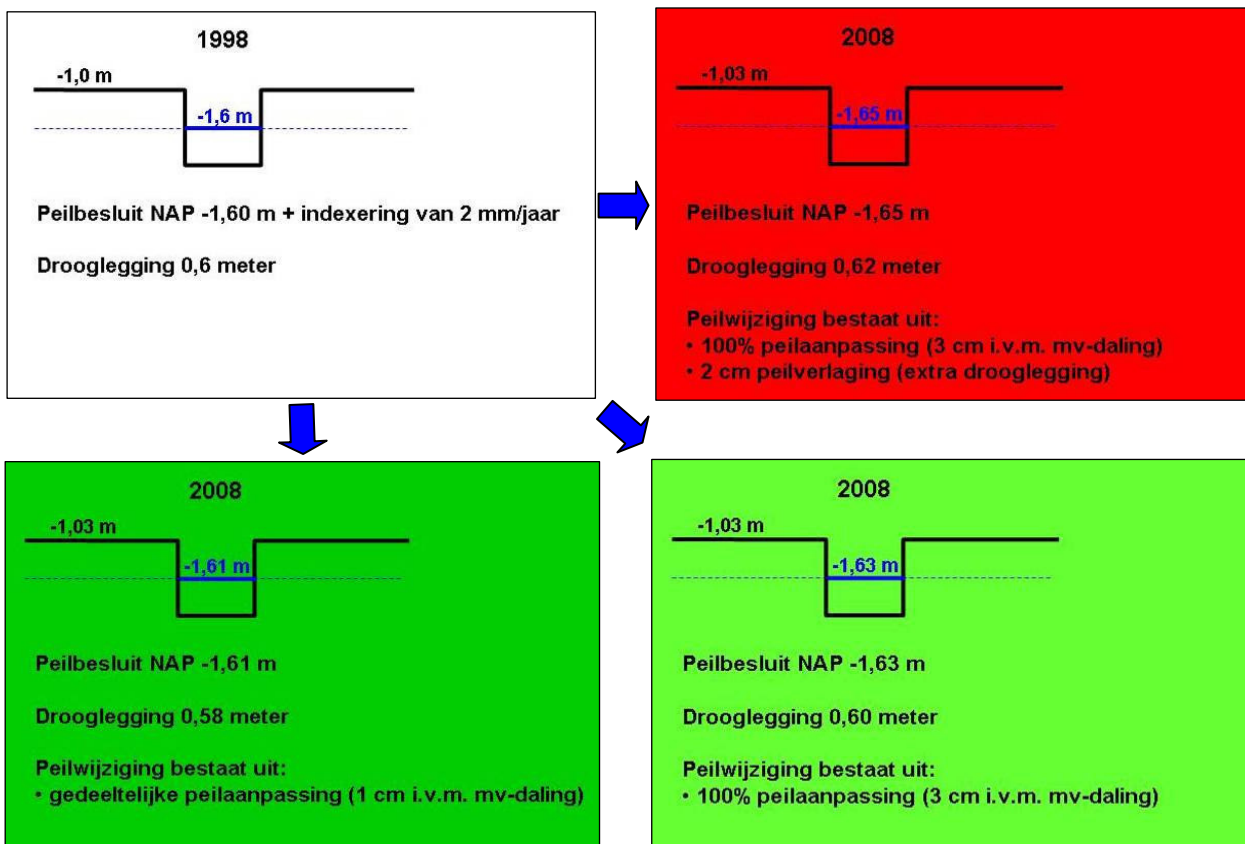 1998
-1,0 m
-1,6 m
Peilbesluit NAP -1,60 m + indexering van 2 mm/jaar
Drooglegging 0,6 meter
2008
-1,03 m
-1,65 m
Peilbesluit NAP -1,65 m
Drooglegging 0,62 meter
Peilwijziging bestaat uit:
• 100% peilaanpassing (3 cm i.v.m. mv-daling)
• 2 cm peilverlaging (extra drooglegging)
2008
-1,03 m
-1,61 m
Peilbesluit NAP -1,61 m
Drooglegging 0,58 meter
Peilwijziging bestaat uit:
• gedeeltelijke peilaanpassing (1 cm i.v.m. mv-daling)
2008
-1,03 m
-1,63 m
Peilbesluit NAP -1,63 m
Drooglegging 0,60 meter
Peilwijziging bestaat uit:
• 100% peilaanpassing (3 cm i.v.m. mv-daling)